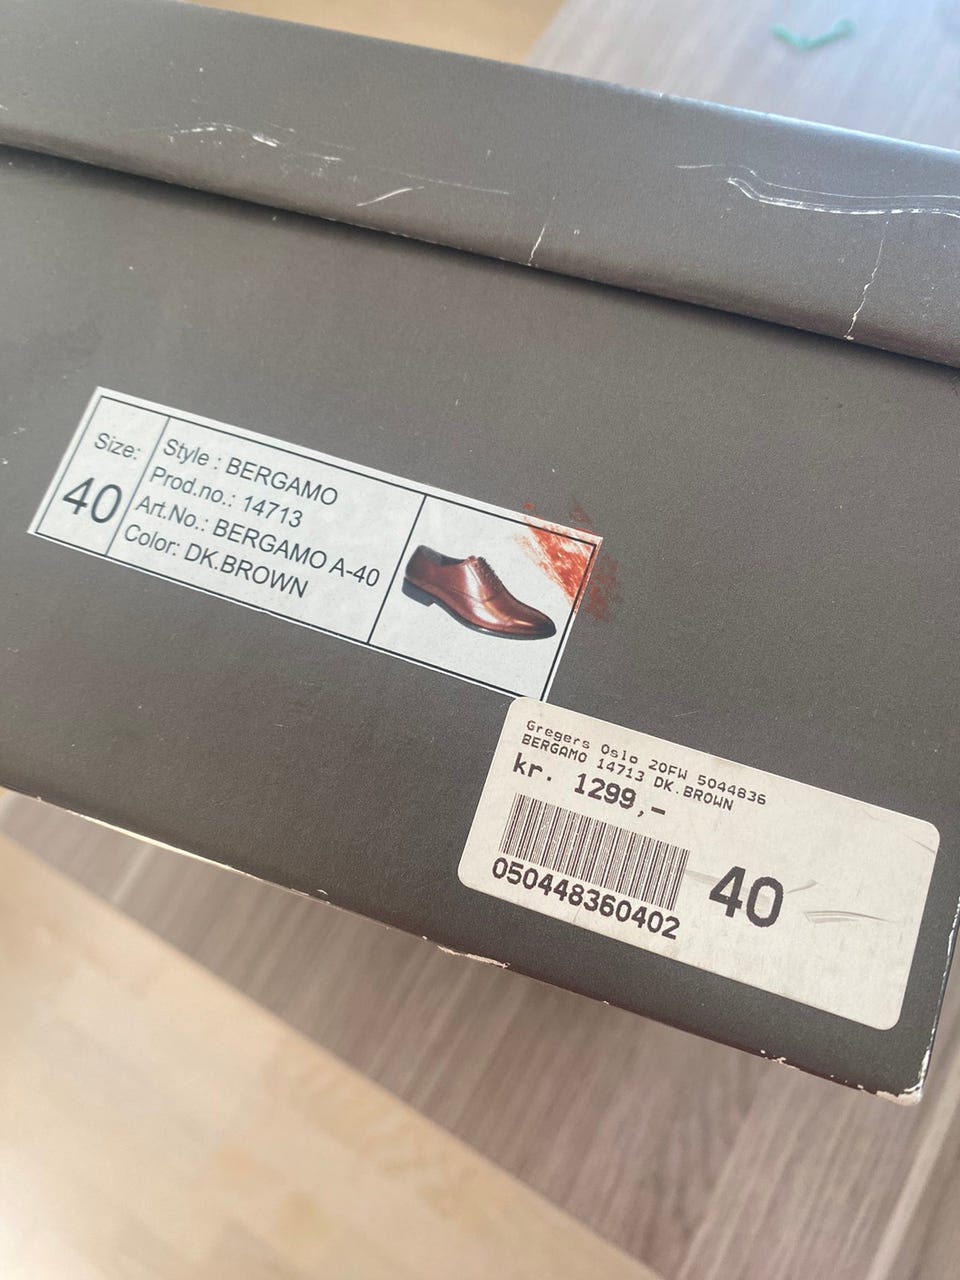 Size:
40
Style : BERGAMO
Prod.no.: 14713
Art.No.: BERGAMO A-40
Color: DK.BROWN
Gregers Oslo 20FW 5044836
BERGAMO 14713 DK.BROWN
kr. 1299,-
050448360402
40